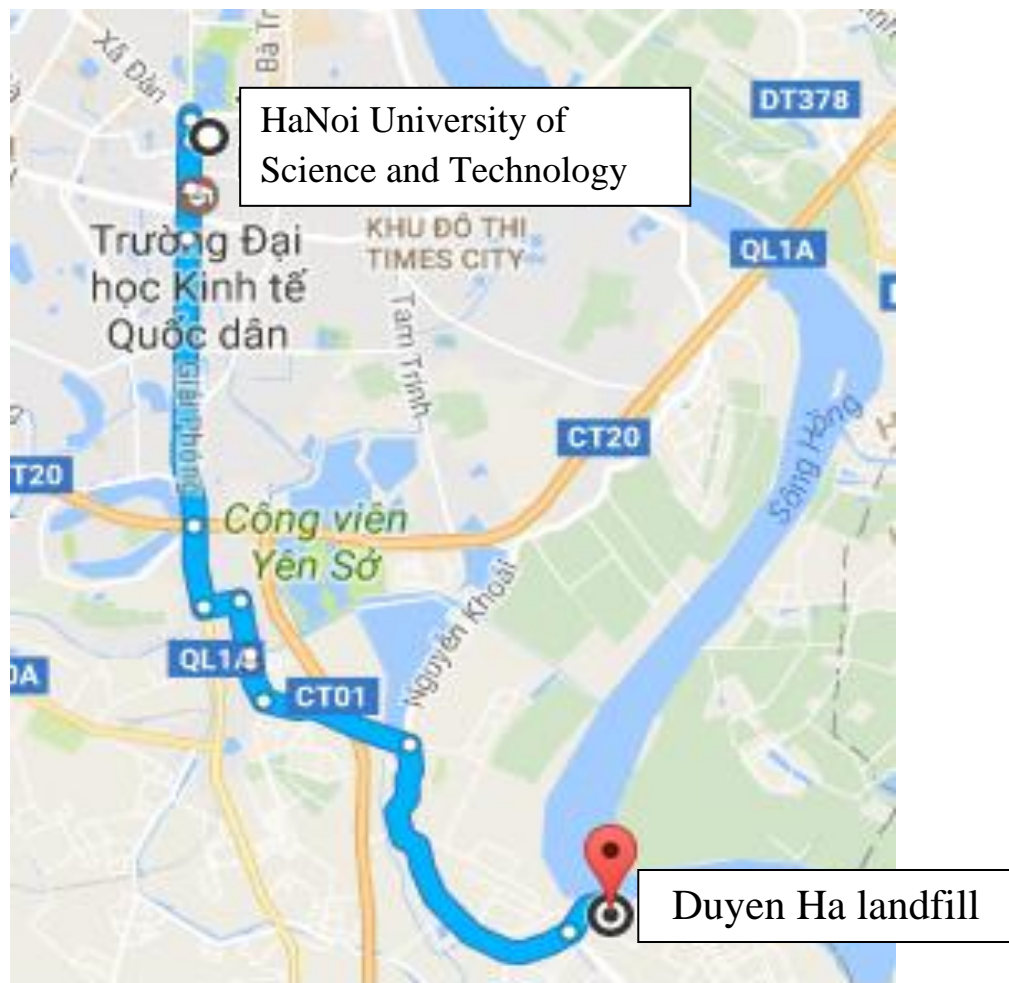 Xã Đàn
Bà Tr
HaNoi University of
Science and Technology
DT378
Trường Đại
học Kinh tế
Quốc dân
KHU ĐÔ THỊ
TIMES CITY
QL1A
Tam Trinh
Giải Phóng
CT20
Sông Hồng
T20
Công viên
Yên Sở
Nguyễn Khoái
QL1A
0A
CT01
Duyen Ha landfill